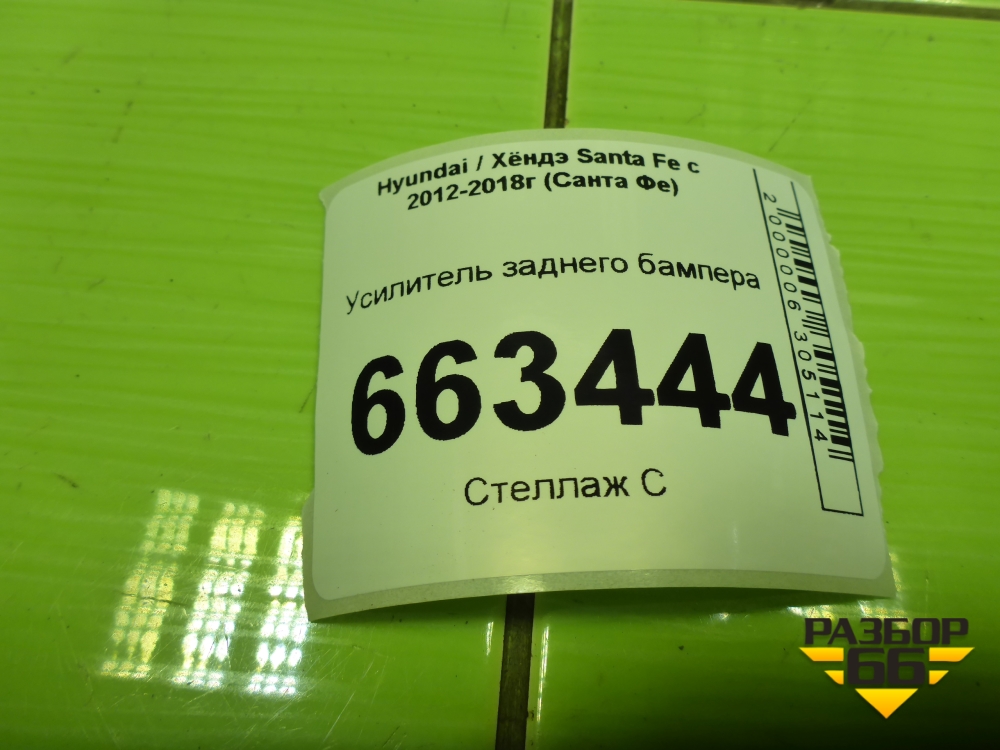 Hyundai / Хёндэ Santa Fe с
2012-2018г (Санта Фе)
Усилитель заднего бампера
663444
Стеллаж С
2000006305114
РАЗБОР
66